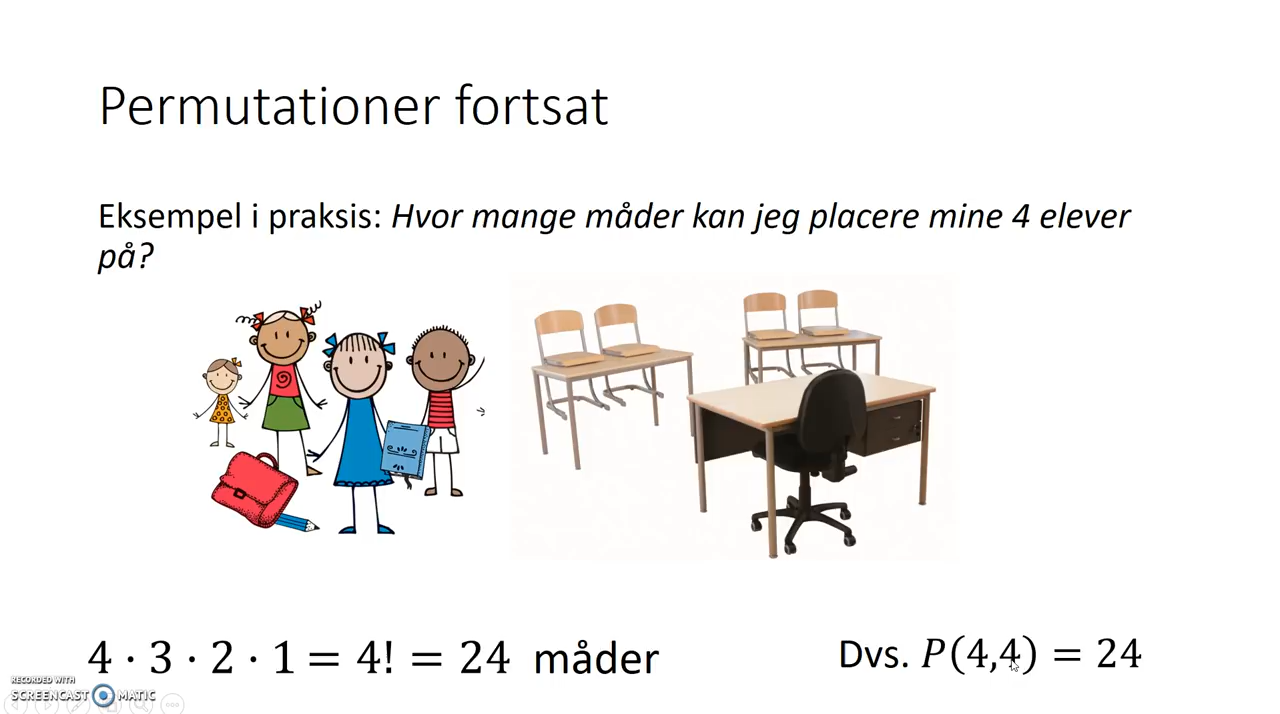 Permutationer fortsat
Eksempel i praksis: Hvor mange måder kan jeg placere mine 4 elever
på?
4 · 3 · 2 · 1 = 4! = 24 måder
Dvs. P(4,4) = 24
RECORDED WITH
SCREENCAST MATIC